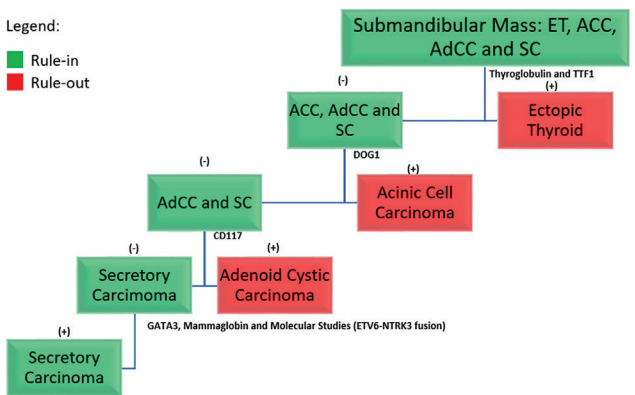 Legend:
Rule-in
Rule-out
Submandibular Mass: ET, ACC,
AdCC and SC
Thyroglobulin and TTF1
(-)
(+)
ACC, AdCC and
SC
Ectopic
Thyroid
DOG1
(-)
(+)
AdCC and SC
Acinic Cell
Carcinoma
CD117
(-)
(+)
Secretory
Carcimoma
Adenoid Cystic
Carcinoma
GATA3, Mammaglobin and Molecular Studies (ETV6-NTRK3 fusion)
(+)
Secretory
Carcinoma